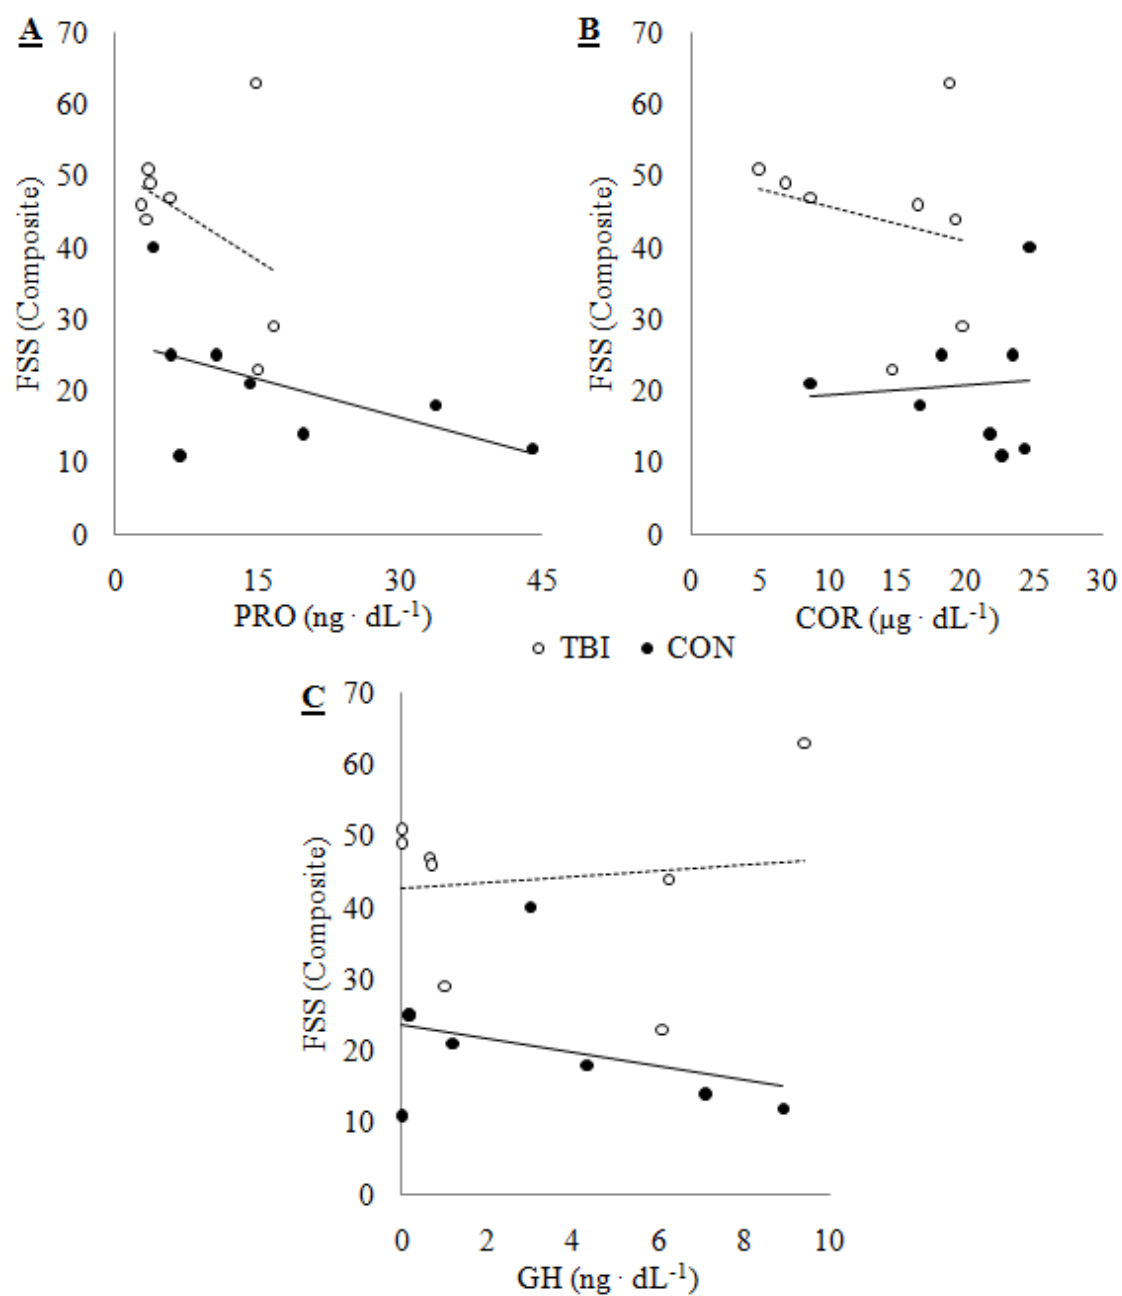 A
70
60
50
40
30
20
10
0
FSS (Composite)
0 15 30 45
PRO (ng · dL-1)
B
70
60
50
40
30
20
10
0
FSS (Composite)
0 5 10 15 20 25 30
COR (µg · dL-1)
TBI CON
C
70
60
50
40
30
20
10
0
FSS (Composite)
0 2 4 6 8 10
GH (ng · dL-1)